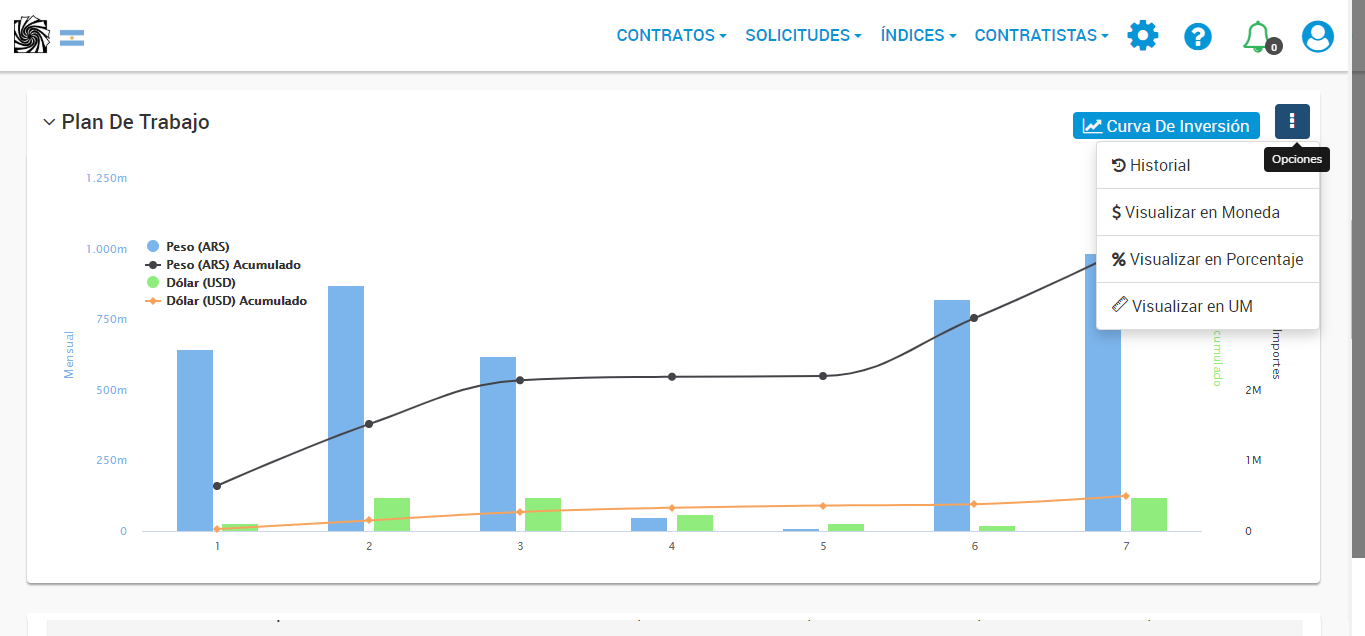 CONTRATOS
SOLICITUDES
ÍNDICES
CONTRATISTAS
?
0
Plan De Trabajo
Curva De Inversión
Opciones
Historial
$ Visualizar en Moneda
% Visualizar en Porcentaje
Visualizar en UM
1.250m
1.000m
750m
500m
250m
0
Mensual
Peso (ARS)
Peso (ARS) Acumulado
Dólar (USD)
Dólar (USD) Acumulado
cumulado
Importes
2M
1M
0
1
2
3
4
5
6
7